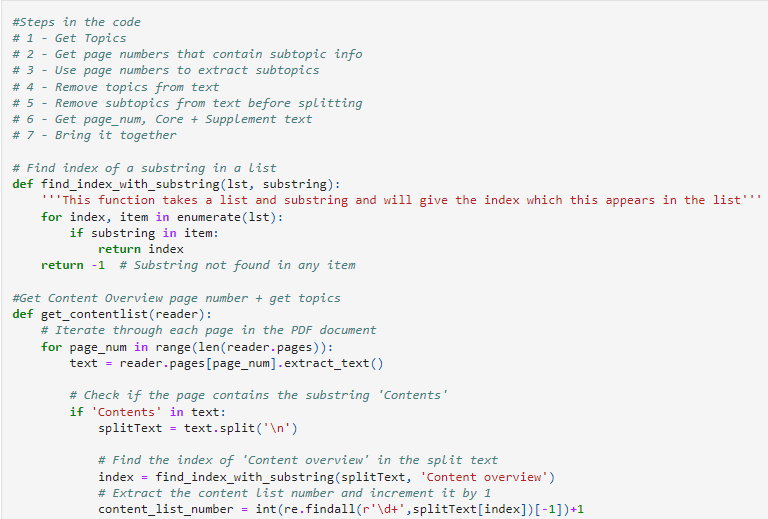 #Steps in the code
# 1 - Get Topics
# 2 - Get page numbers that contain subtopic info
# 3 - Use page numbers to extract subtopics
# 4 - Remove topics from text
# 5 - Remove subtopics from text before splitting
# 6 - Get page_num, Core + Supplement text
# 7 - Bring it together

# Find index of a substring in a list
def find_index_with_substring(lst, substring):
    '''This function takes a list and substring and will give the index which this appears in the list'''
    for index, item in enumerate(lst):
        if substring in item:
            return index
    return -1  # Substring not found in any item

#Get Content Overview page number + get topics
def get_contentlist(reader):
    # Iterate through each page in the PDF document
    for page_num in range(len(reader.pages)):
        text = reader.pages[page_num].extract_text()

        # Check if the page contains the substring 'Contents'
        if 'Contents' in text:
            splitText = text.split('\n')

            # Find the index of 'Content overview' in the split text
            index = find_index_with_substring(splitText, 'Content overview')
            # Extract the content list number and increment it by 1
            content_list_number = int(re.findall(r'\d+',splitText[index])[-1])+1